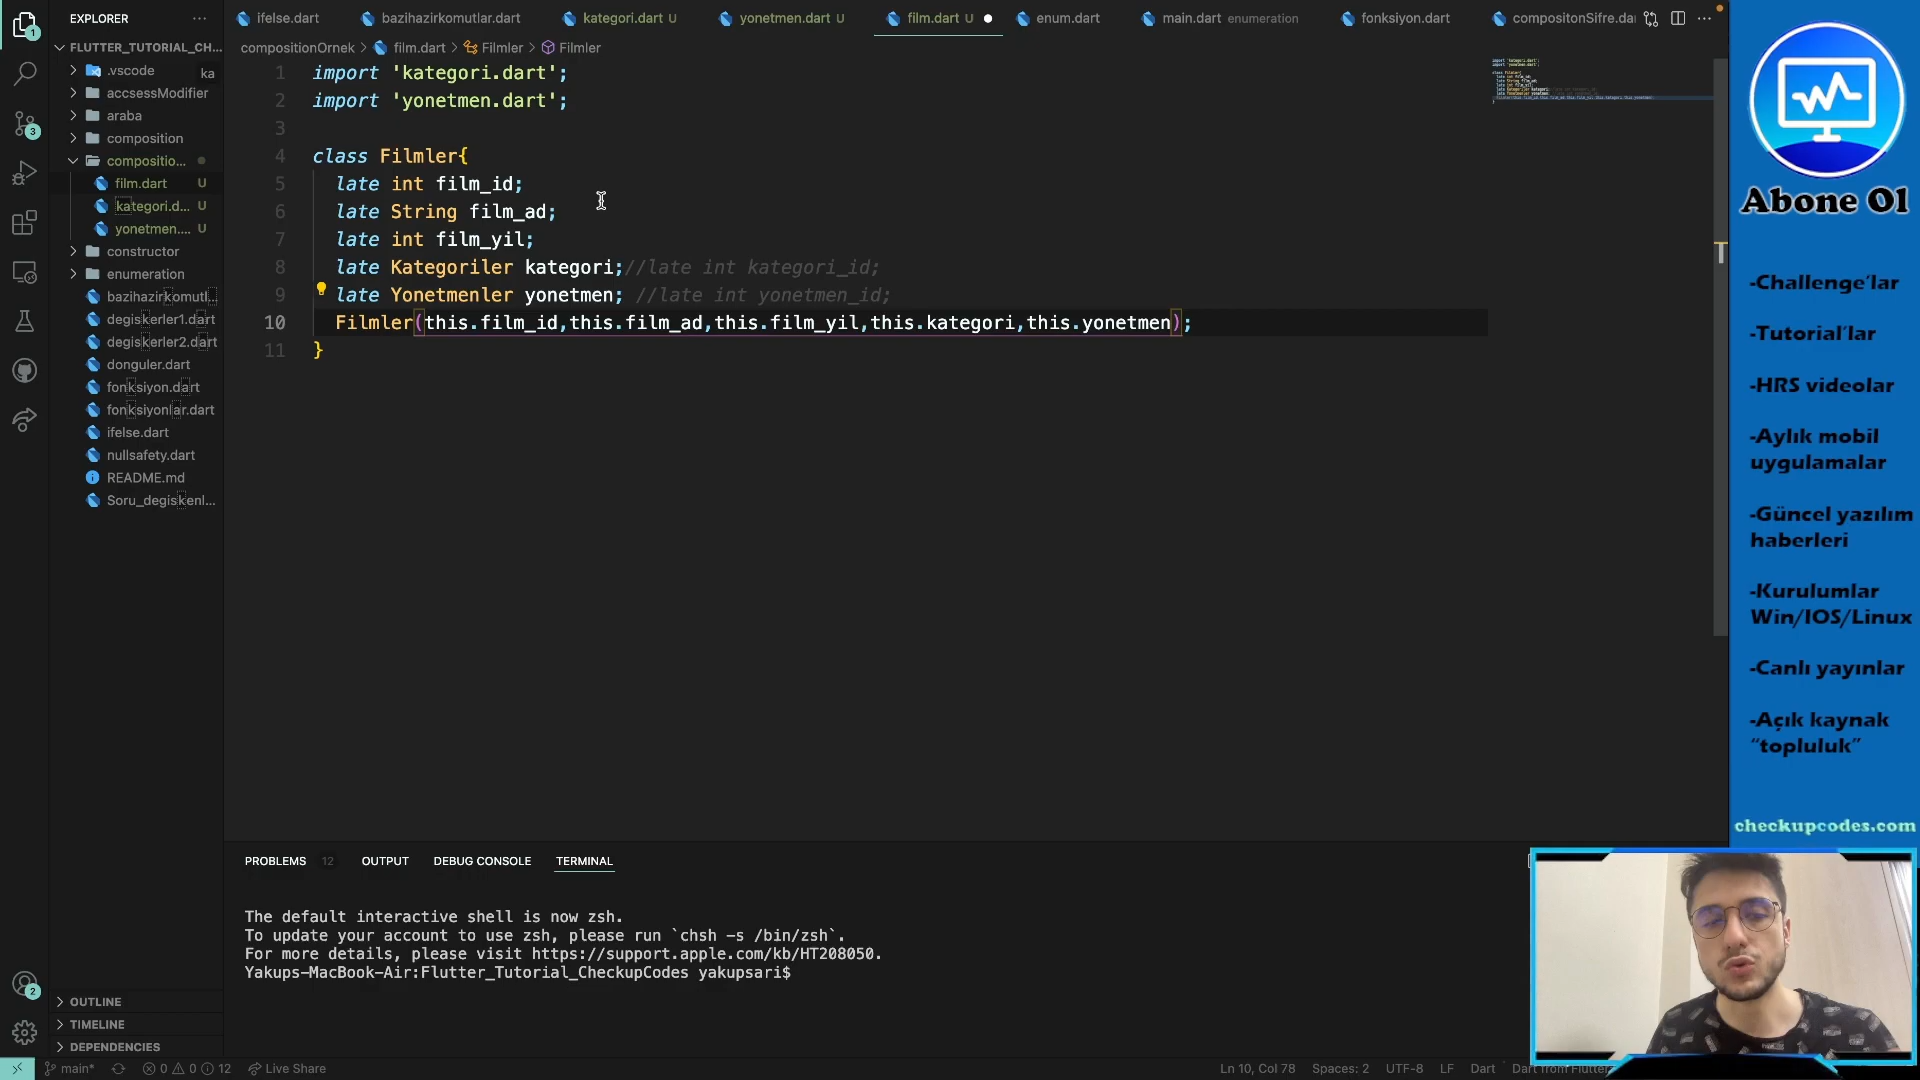 EXPLORER
ifelse.dart
bazihazirkomutlar.dart
kategori.dart U
yonetmen.dart U
film.dart U
enum.dart
main.dart enumeration
fonksiyon.dart
compositonSifre.da
compositionOrnek > film.dart > Filmler > Filmler
FLUTTER_TUTORIAL_CH...
.vscode
ka
accsessModifier
araba
composition
compositio...
film.dart U
kategori.d... U
yonetmen.... U
constructor
enumeration
bazihazirkomutl...
degiskerler1.dart
degiskerler2.dart
donguler.dart
fonksiyon.dart
fonksiyonlar.dart
ifelse.dart
nullsafety.dart
README.md
Soru_degiskenl...
OUTLINE
TIMELINE
DEPENDENCIES
1 import 'kategori.dart';
2 import 'yonetmen.dart';
3
4 class Filmler{
5 late int film_id;
6 late String film_ad;
7 late int film_yil;
8 late Kategoriler kategori;//late int kategori_id;
9 late Yonetmenler yonetmen; //late int yonetmen_id;
10 Filmler(this.film_id,this.film_ad,this.film_yil,this.kategori,this.yonetmen);
11 }
PROBLEMS 12 OUTPUT DEBUG CONSOLE TERMINAL
The default interactive shell is now zsh.
To update your account to use zsh, please run `chsh -s /bin/zsh`.
For more details, please visit https://support.apple.com/kb/HT208050.
Yakups-MacBook-Air:Flutter_Tutorial_CheckupCodes yakupsari$
1
3
2
main* 0 0 12 Live Share
Ln 10, Col 78 Spaces: 2 UTF-8 LF Dart Dart from Flutter
Abone Ol
-Challenge'lar
-Tutorial'lar
-HRS videolar
-Aylık mobil
uygulamalar
-Güncel yazılım
haberleri
-Kurulumlar
Win/IOS/Linux
-Canlı yayınlar
-Açık kaynak
“topluluk”
checkupcodes.com